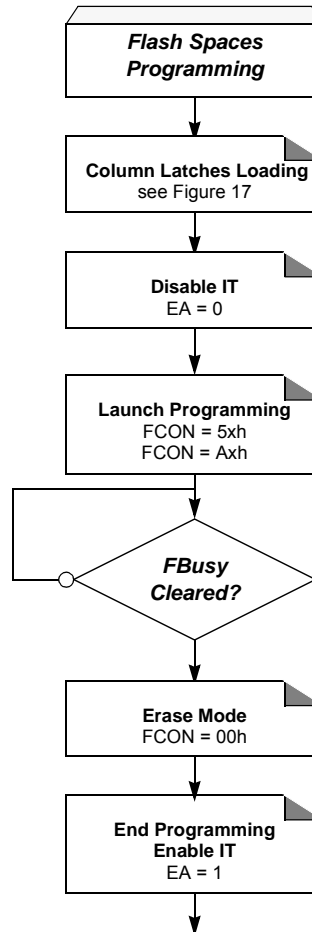 Flash Spaces
Programming
Column Latches Loading
see Figure 17
Disable IT
EA = 0
Launch Programming
FCON = 5xh
FCON = Axh
FBusy
Cleared?
Erase Mode
FCON = 00h
End Programming
Enable IT
EA = 1